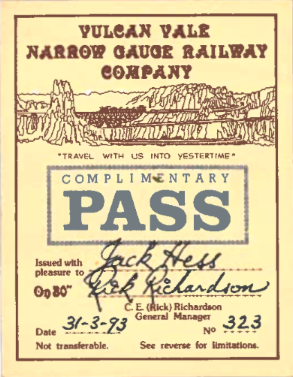 VULCAN VALE
NARROW GAUGE RAILWAY
COMPANY
"TRAVEL WITH US INTO YESTERTIME"
COMPLIMENTARY
PASS
Issued with
pleasure to Jack Hess
On 30" Rick Richardson
C. E. (Rick) Richardson
General Manager
Date 31-3-93 No 323
Not transferable. See reverse for limitations.